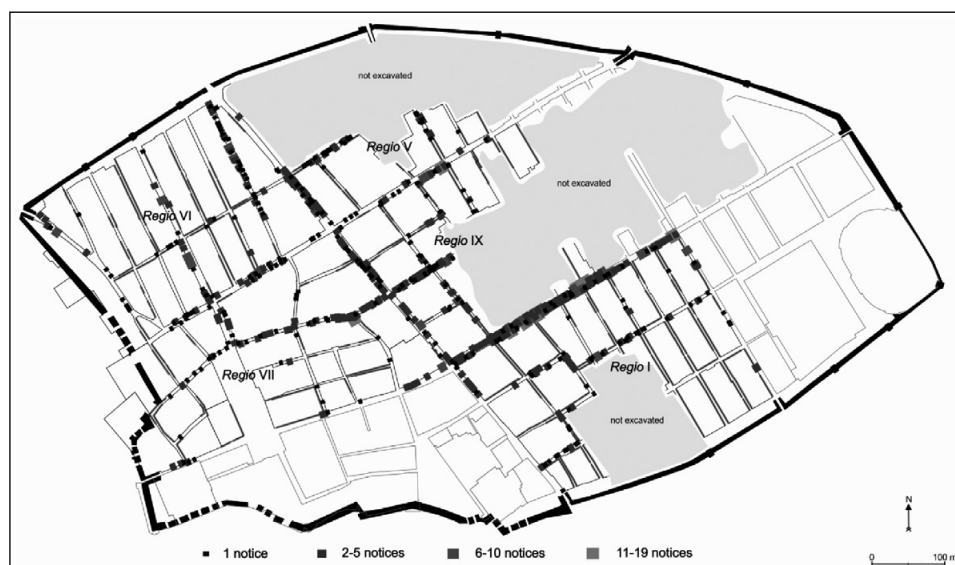 not excavated
Regio V
not excavated
Regio VI
Regio IX
Regio VII
Regio I
not excavated
N
1 notice 2-5 notices 6-10 notices 11-19 notices
0 100 m